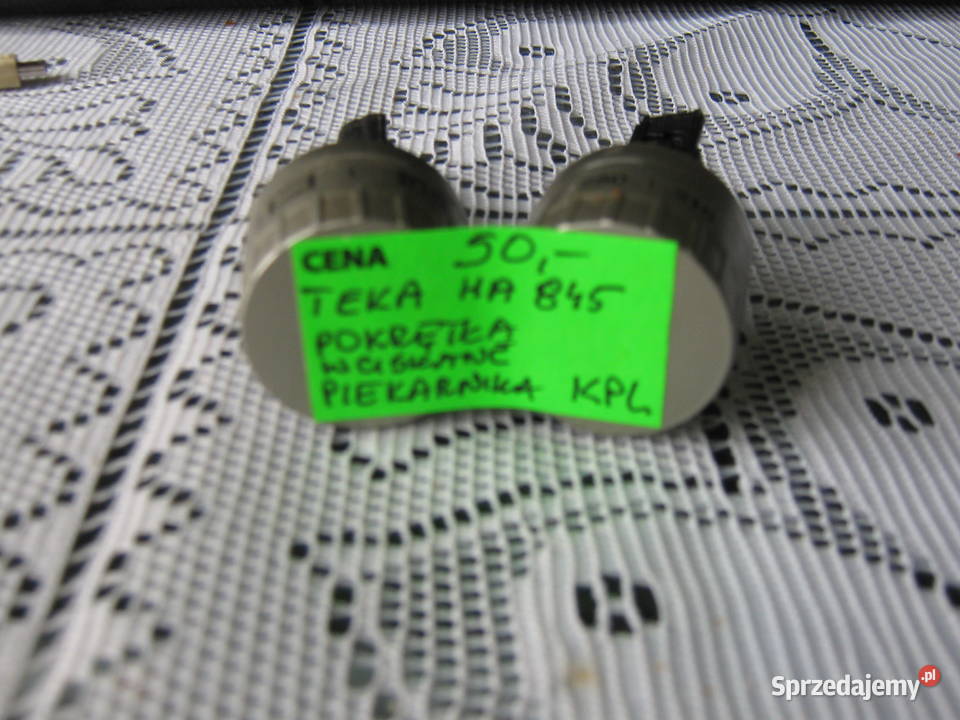 CENA 50,-
TEKA HA 845
POKRĘTŁA
WCISKANE
PIEKARNIKA KPL
Sprzedajemy.pl